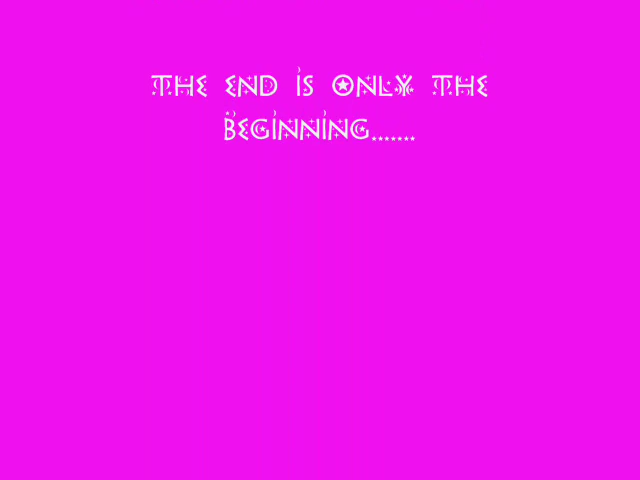 THE END IS ONLY THE
BEGINNING.......